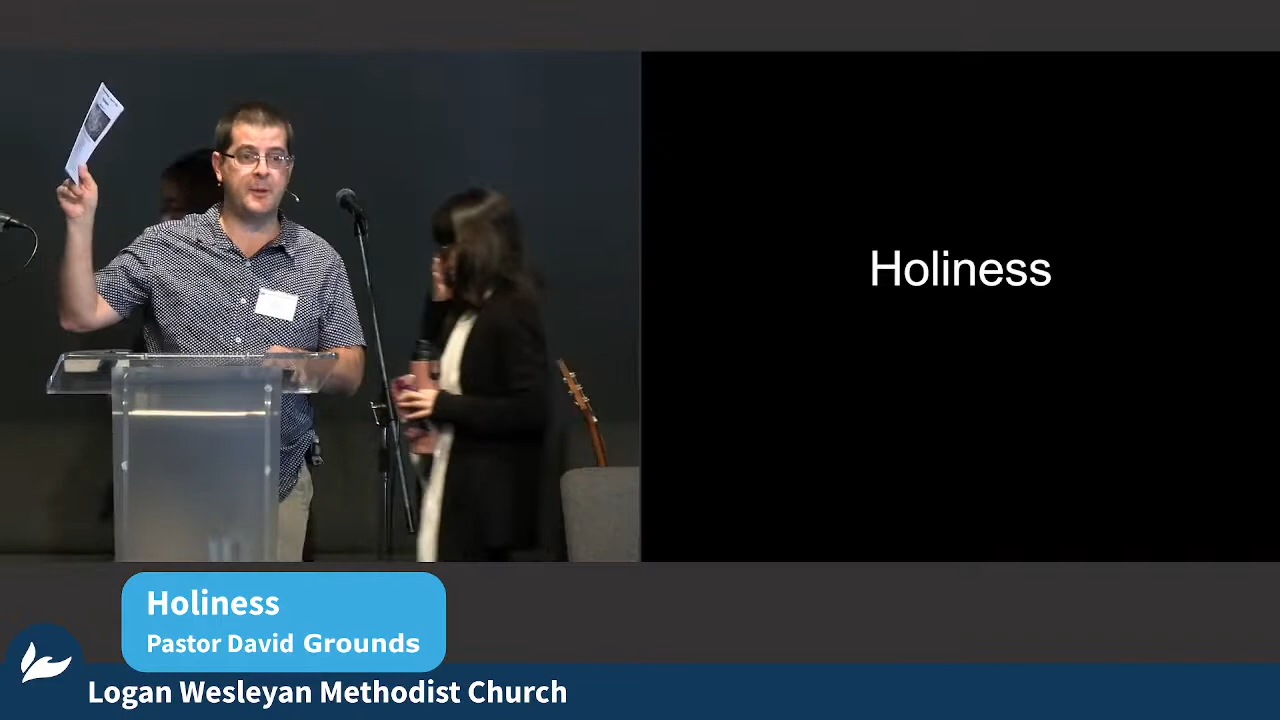 Holiness
Holiness
Pastor David Grounds
Logan Wesleyan Methodist Church